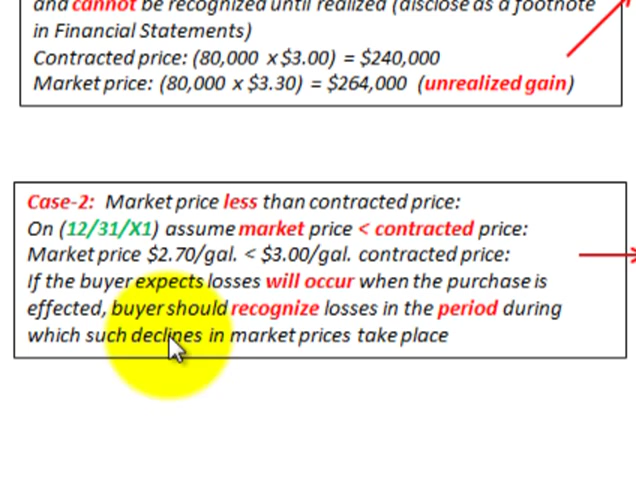 and cannot be recognized until realized (disclose as a footnote
in Financial Statements)
Contracted price: (80,000 x $3.00) = $240,000
Market price: (80,000 x $3.30) = $264,000 (unrealized gain)
Case-2: Market price less than contracted price:
On (12/31/X1) assume market price < contracted price:
Market price $2.70/gal. < $3.00/gal. contracted price:
If the buyer expects losses will occur when the purchase is
effected, buyer should recognize losses in the period during
which such declines in market prices take place